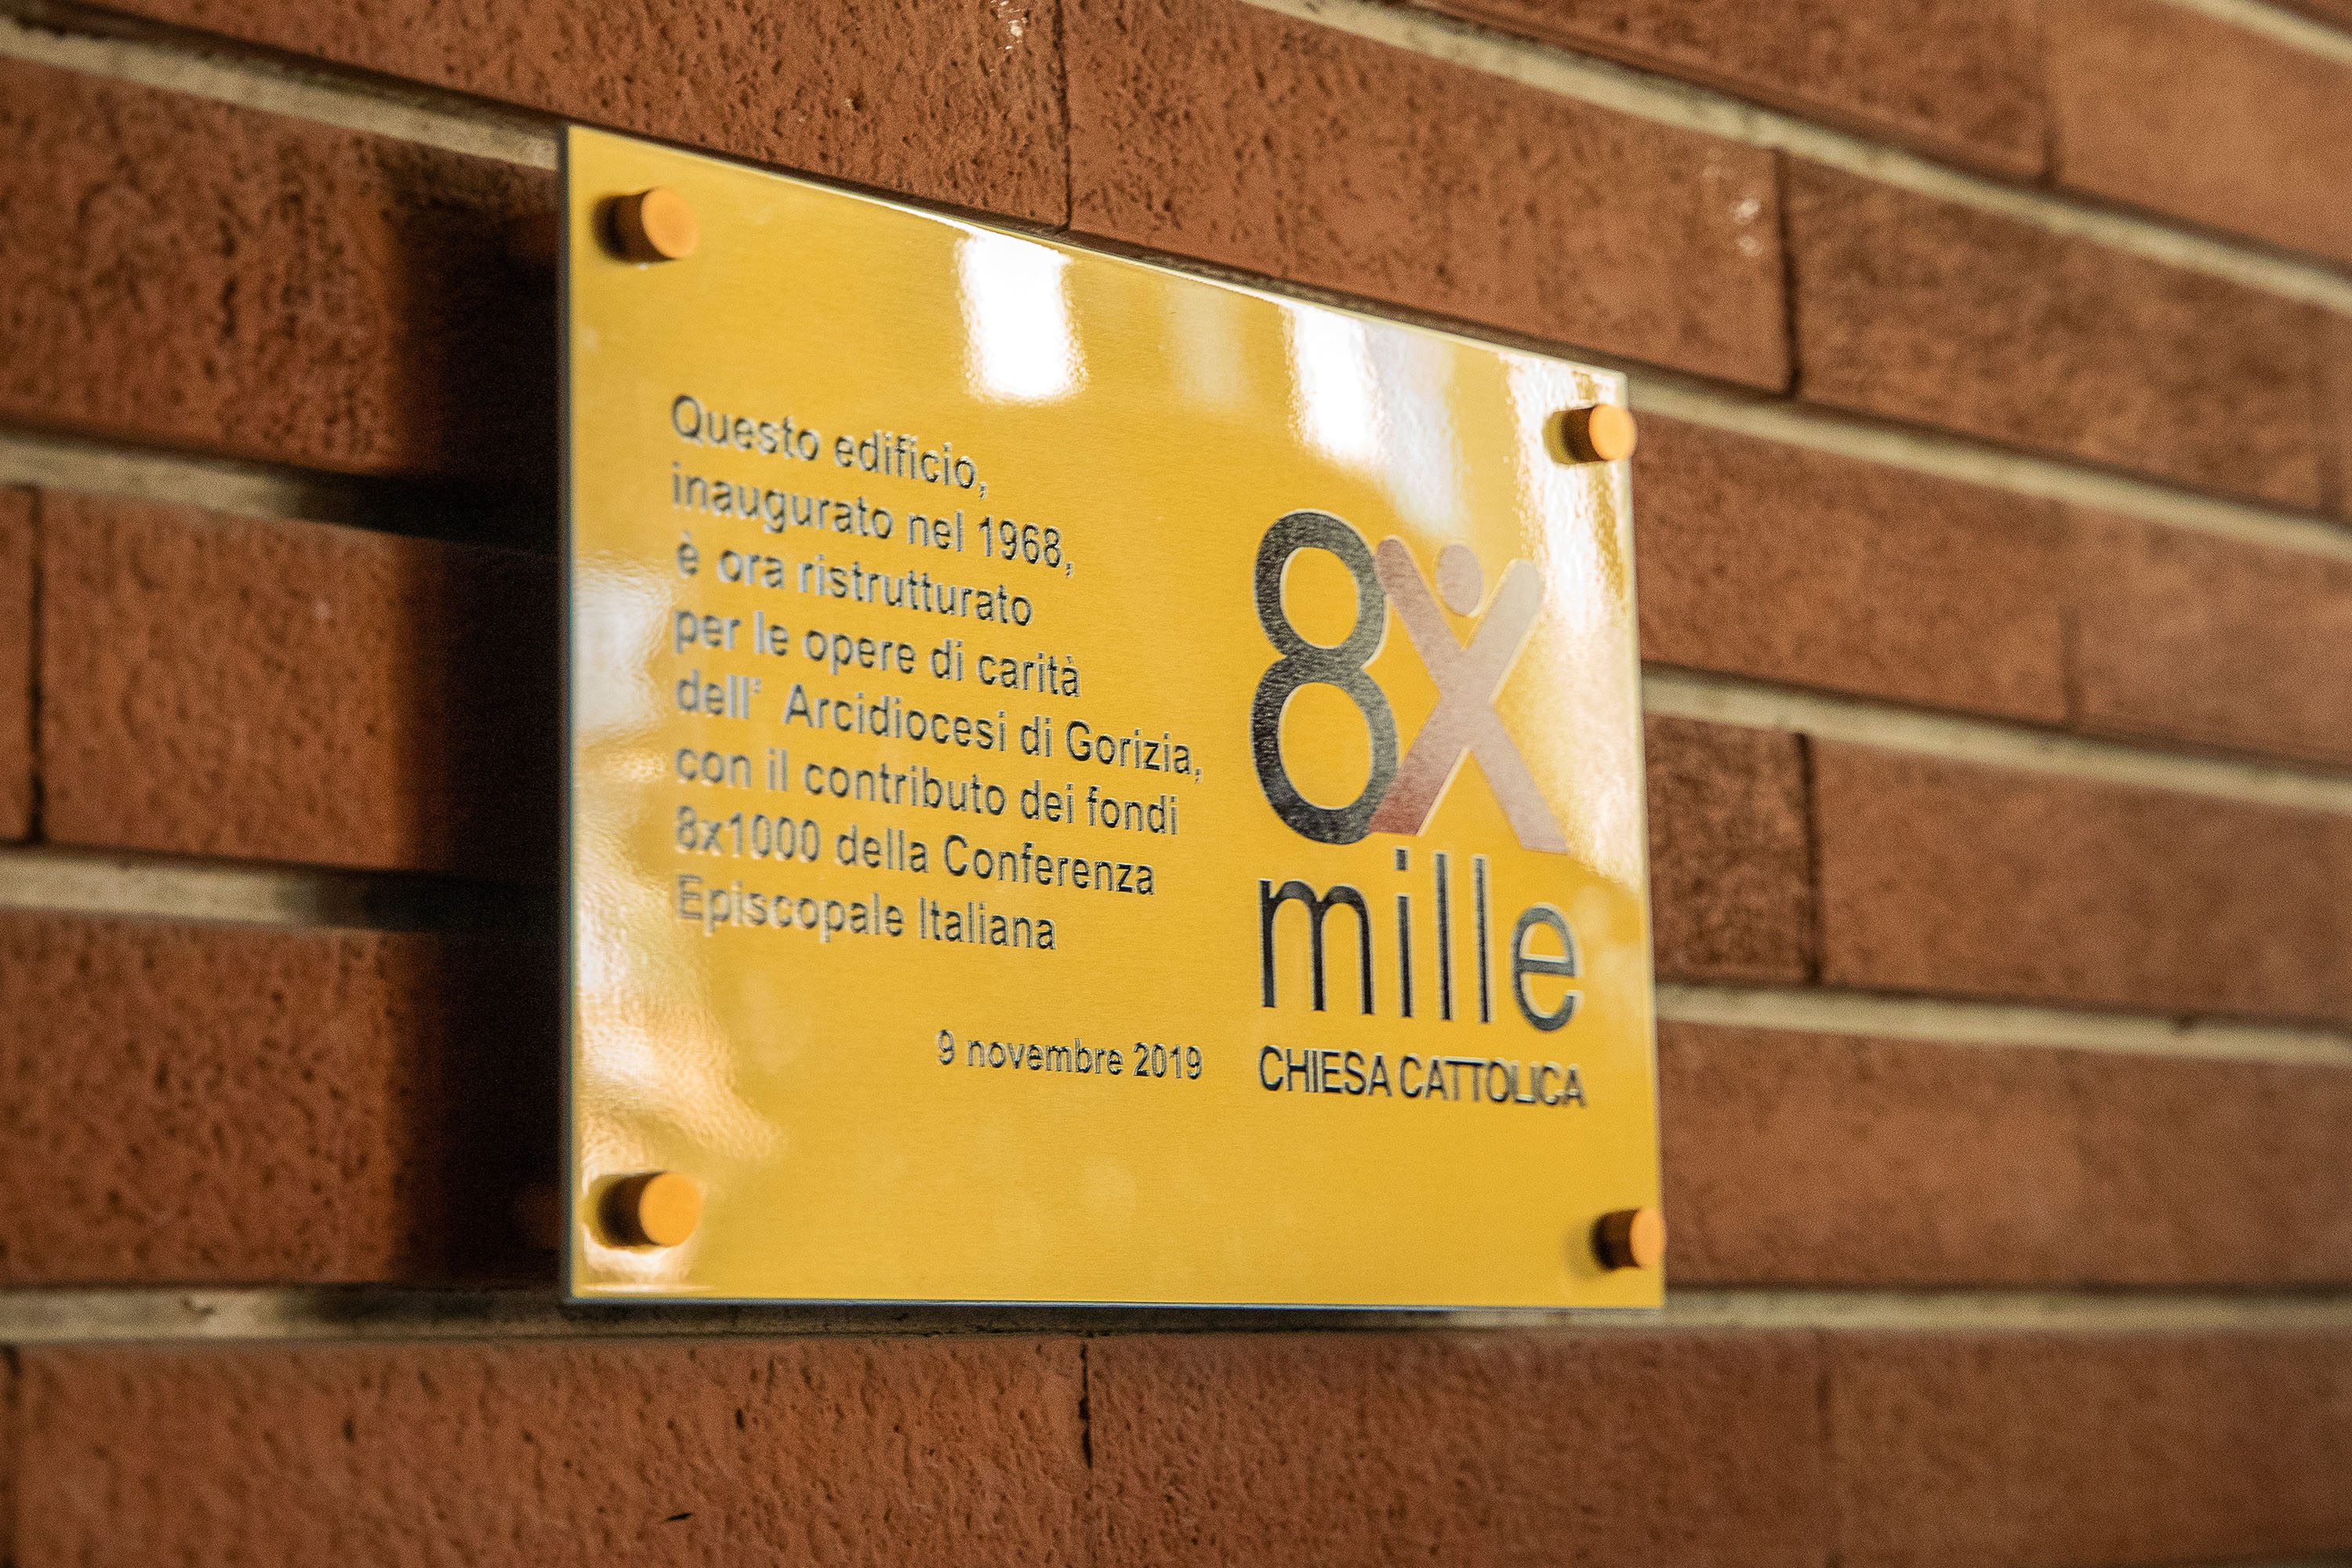 Questo edificio,
inaugurato nel 1968,
è ora ristrutturato
per le opere di carità
dell' Arcidiocesi di Gorizia,
con il contributo dei fondi
8x1000 della Conferenza
Episcopale Italiana
9 novembre 2019
8x
mille
CHIESA CATTOLICA